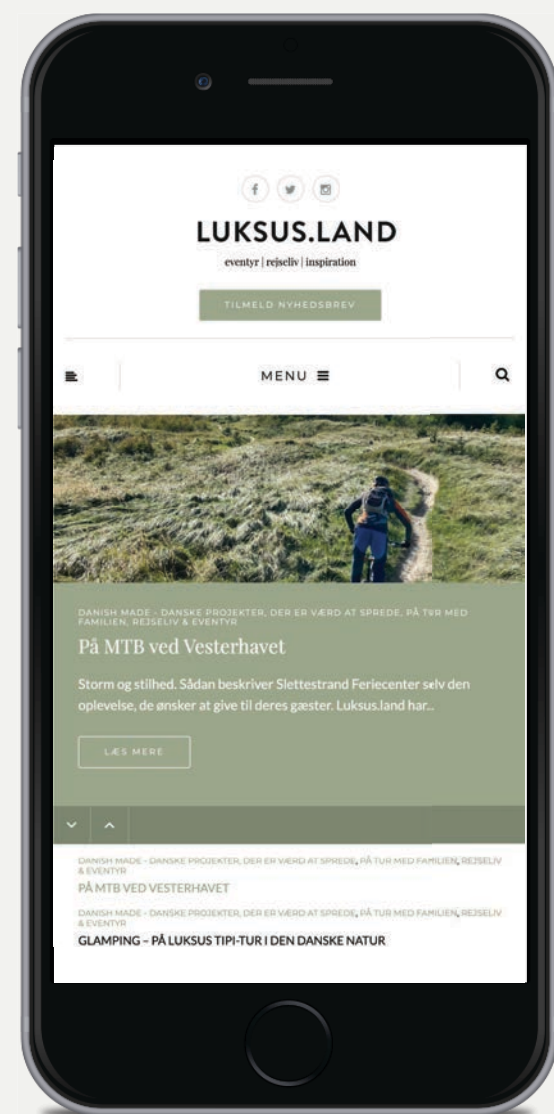 LUKSUS.LAND
eventyr | rejseliv | inspiration
TILMELD NYHEDSBREV
MENU
DANISH MADE - DANSKE PROJEKTER, DER ER VÆRD AT SPREDE, PÅ TUR MED
FAMILIEN, REJSELIV & EVENTYR
På MTB ved Vesterhavet
Storm og stilhed. Sådan beskriver Slettestrand Feriecenter selv den
oplevelse, de ønsker at give til deres gæster. Luksus.land har...
LÆS MERE
DANISH MADE - DANSKE PROJEKTER, DER ER VÆRD AT SPREDE, PÅ TUR MED FAMILIEN, REJSELIV
& EVENTYR
PÅ MTB VED VESTERHAVET
DANISH MADE - DANSKE PROJEKTER, DER ER VÆRD AT SPREDE, PÅ TUR MED FAMILIEN, REJSELIV
& EVENTYR
GLAMPING – PÅ LUKSUS TIPI-TUR I DEN DANSKE NATUR